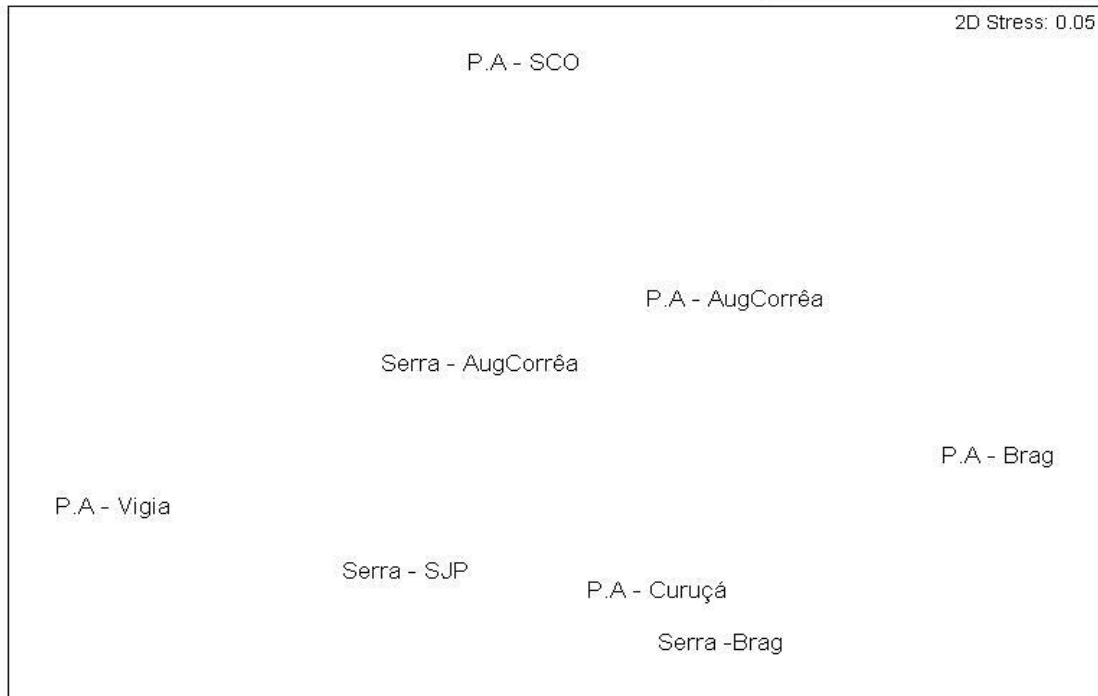 2D Stress: 0.05
P.A - SCO
P.A - AugCorrêa
Serra - AugCorrêa
P.A - Brag
P.A - Vigia
Serra - SJP
P.A - Curuçá
Serra -Brag